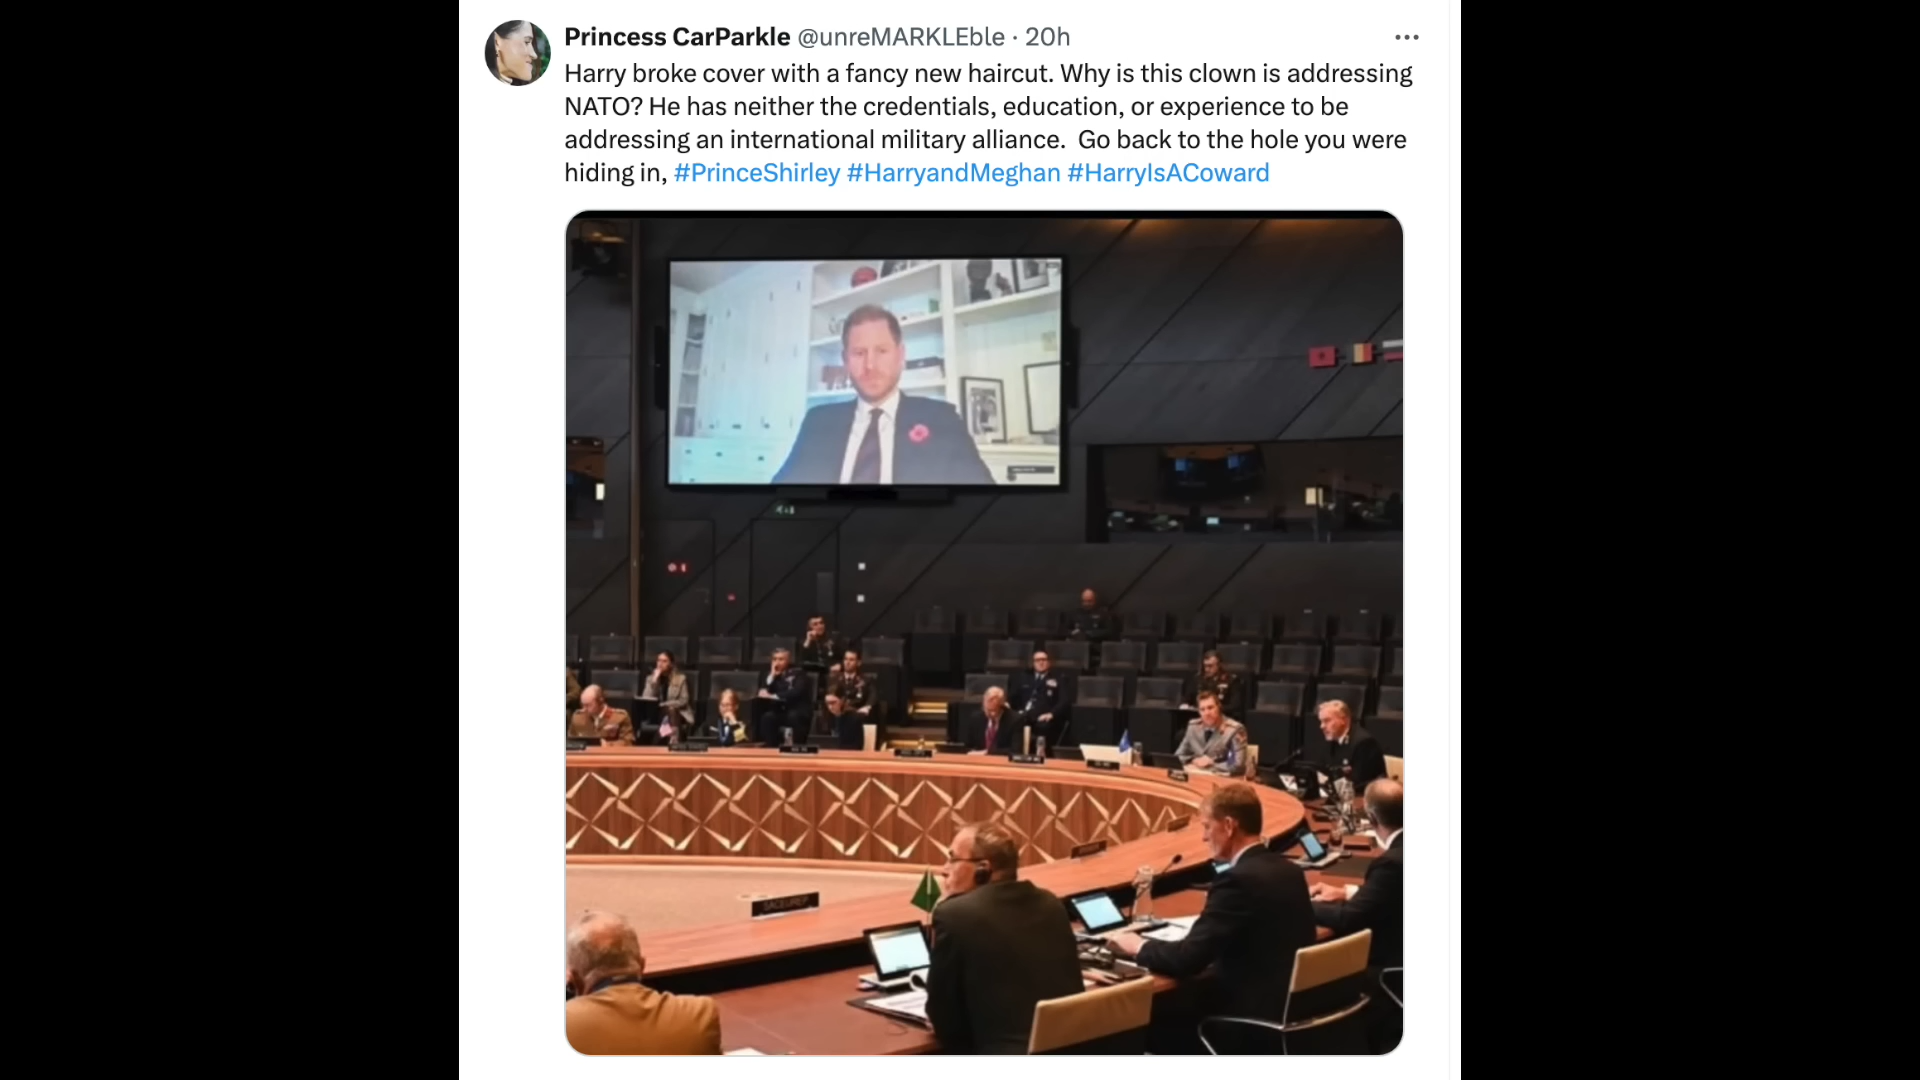 Princess CarParkle @unreMARKLEble · 20h
Harry broke cover with a fancy new haircut. Why is this clown is addressing
NATO? He has neither the credentials, education, or experience to be
addressing an international military alliance.  Go back to the hole you were
hiding in, #PrinceShirley #HarryandMeghan #HarryIsACoward
SACEUREP